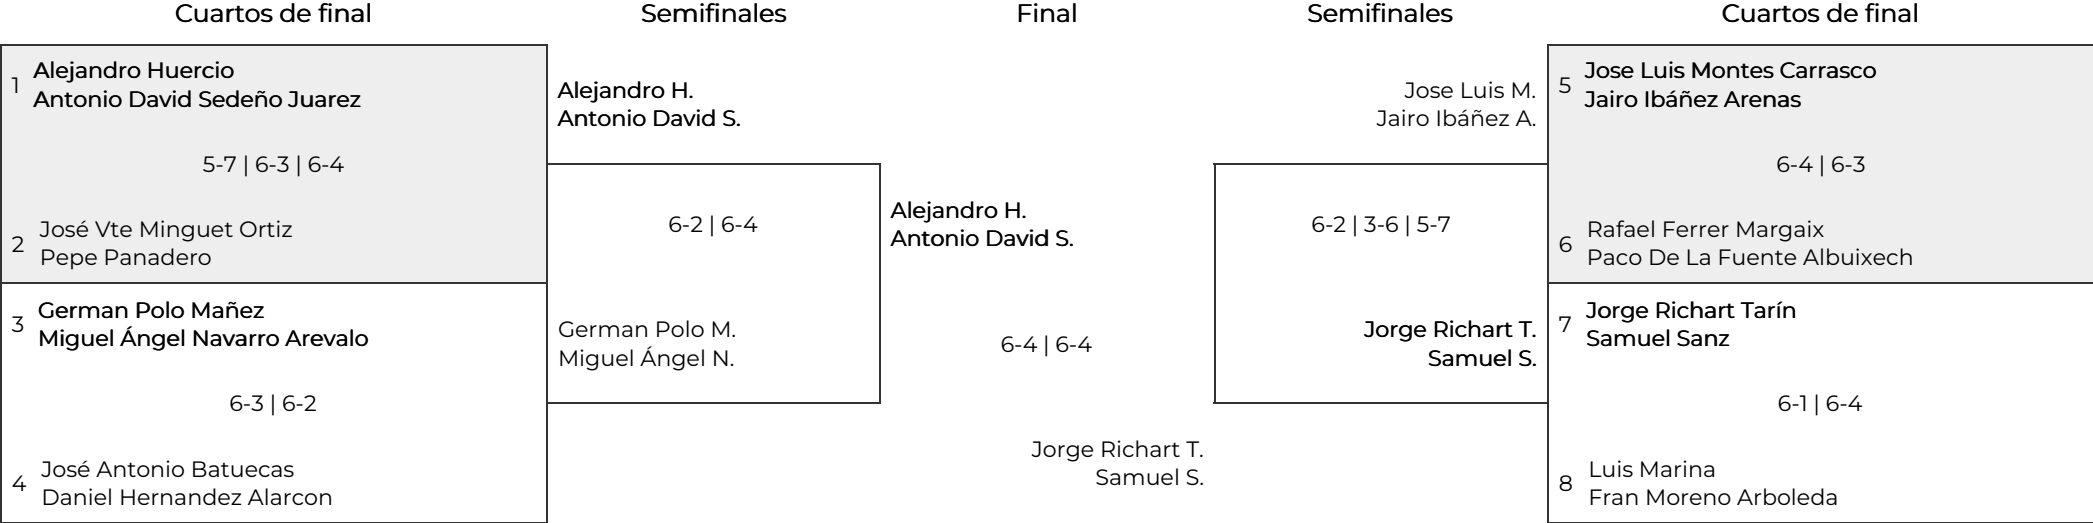 Cuartos de final
Semifinales
Final
Semifinales
Cuartos de final
1
Alejandro Huercio
Antonio David Sedeño Juarez
5-7 | 6-3 | 6-4
2
José Vte Minguet Ortiz
Pepe Panadero
3
German Polo Mañez
Miguel Ángel Navarro Arevalo
6-3 | 6-2
4
José Antonio Batuecas
Daniel Hernandez Alarcon
Alejandro H.
Antonio David S.
6-2 | 6-4
German Polo M.
Miguel Ángel N.
Alejandro H.
Antonio David S.
6-4 | 6-4
Jorge Richart T.
Samuel S.
Jose Luis M.
Jairo Ibáñez A.
6-2 | 3-6 | 5-7
Jorge Richart T.
Samuel S.
5
Jose Luis Montes Carrasco
Jairo Ibáñez Arenas
6-4 | 6-3
6
Rafael Ferrer Margaix
Paco De La Fuente Albuixech
7
Jorge Richart Tarín
Samuel Sanz
6-1 | 6-4
8
Luis Marina
Fran Moreno Arboleda